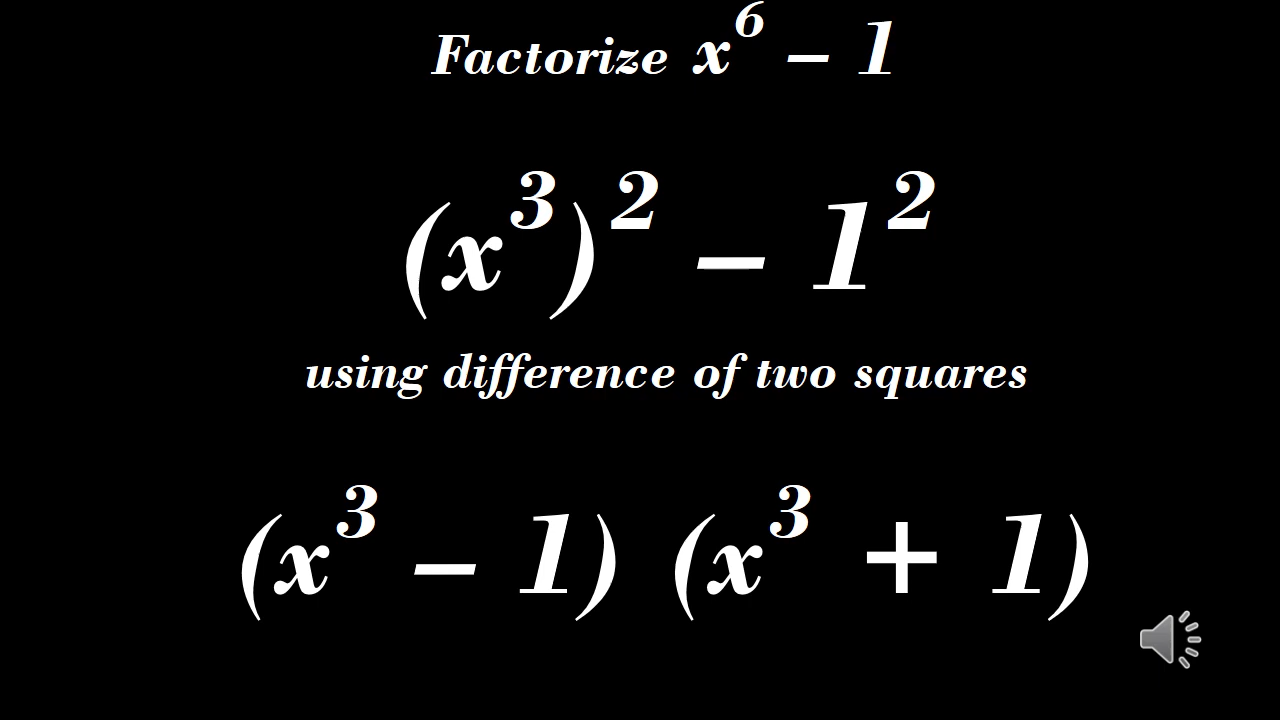 Factorize x⁶ – 1
(x³)² – 1²
using difference of two squares
(x³ – 1) (x³ + 1)